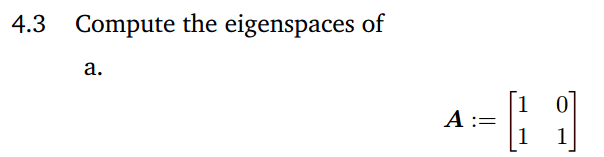 4.3 Compute the eigenspaces of
a.
A := [1 0
1 1]